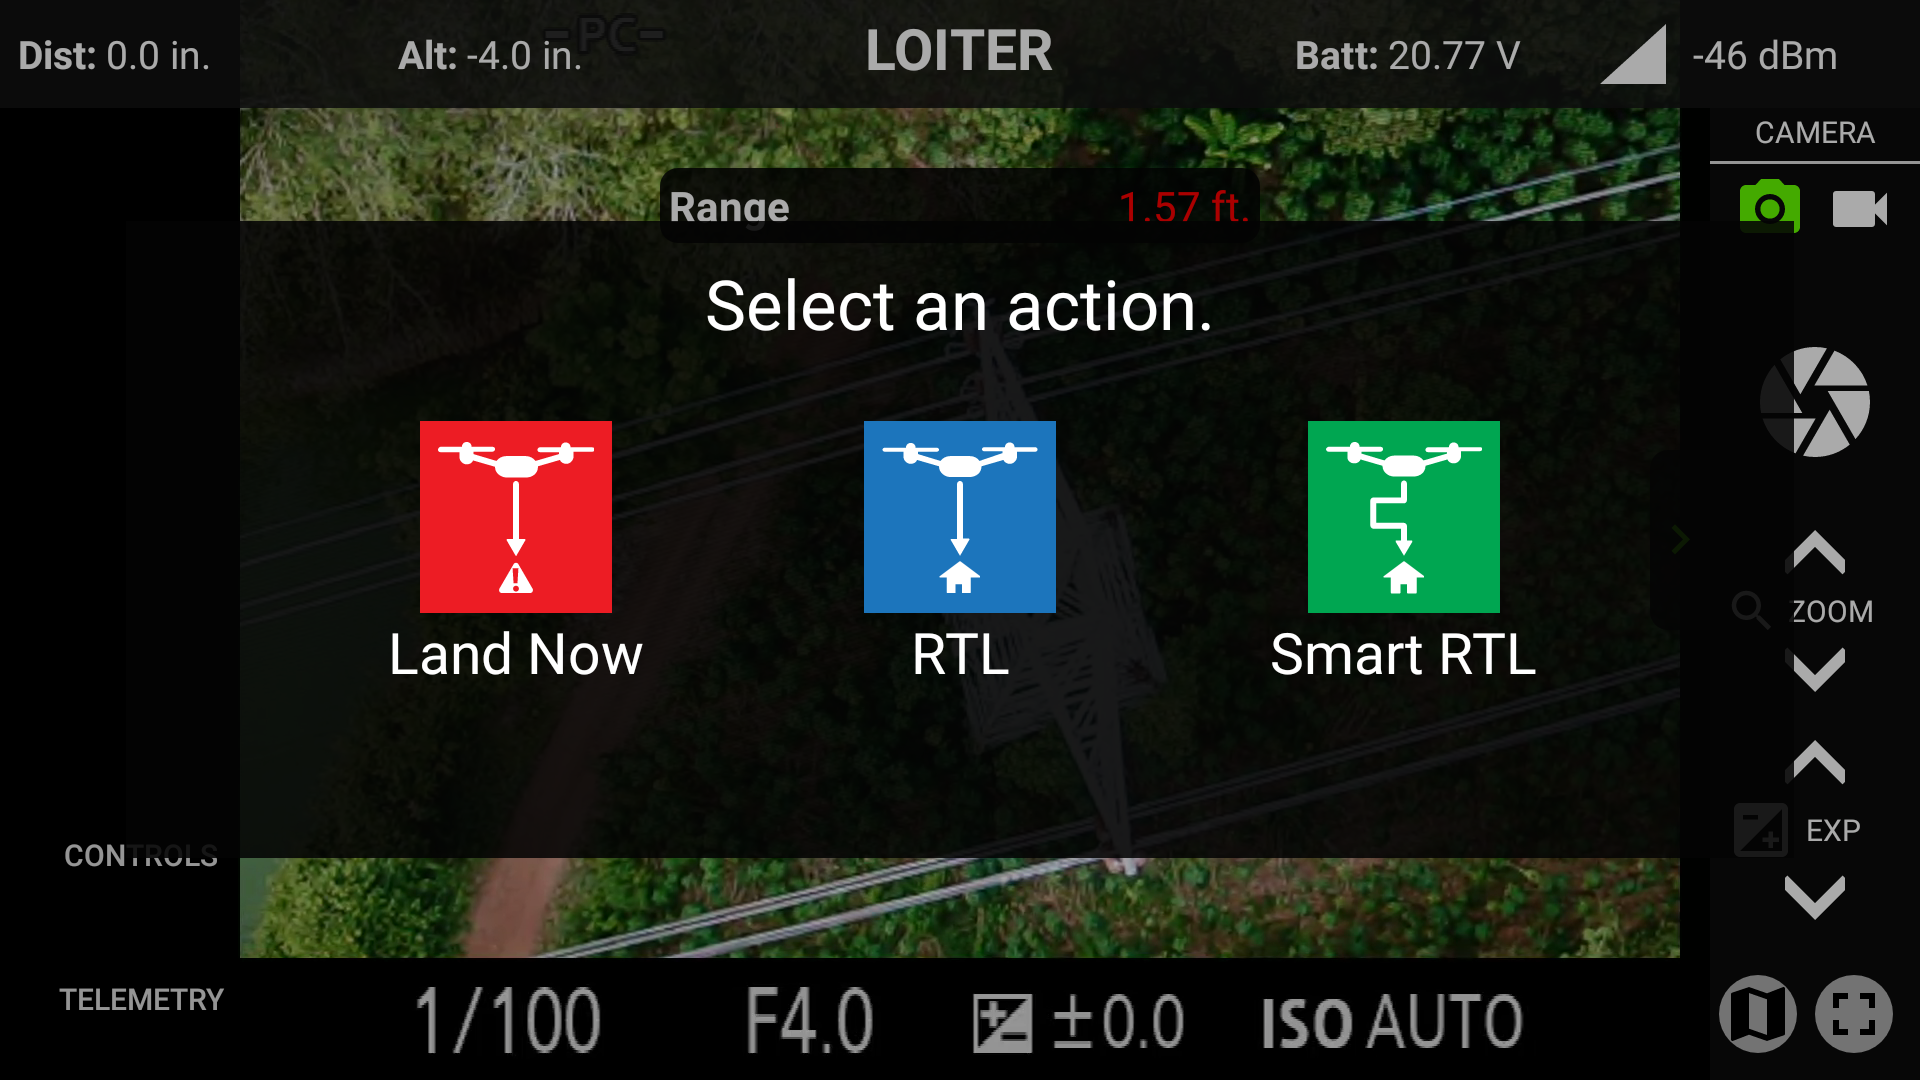 -PC-
Dist: 0.0 in.
Alt: -4.0 in.
LOITER
Batt: 20.77 V
-46 dBm
CAMERA
Range 1.57 ft.
Select an action.
Land Now
RTL
Smart RTL
ZOOM
EXP
CONTROLS
TELEMETRY
1/100
F4.0
±0.0
ISO AUTO